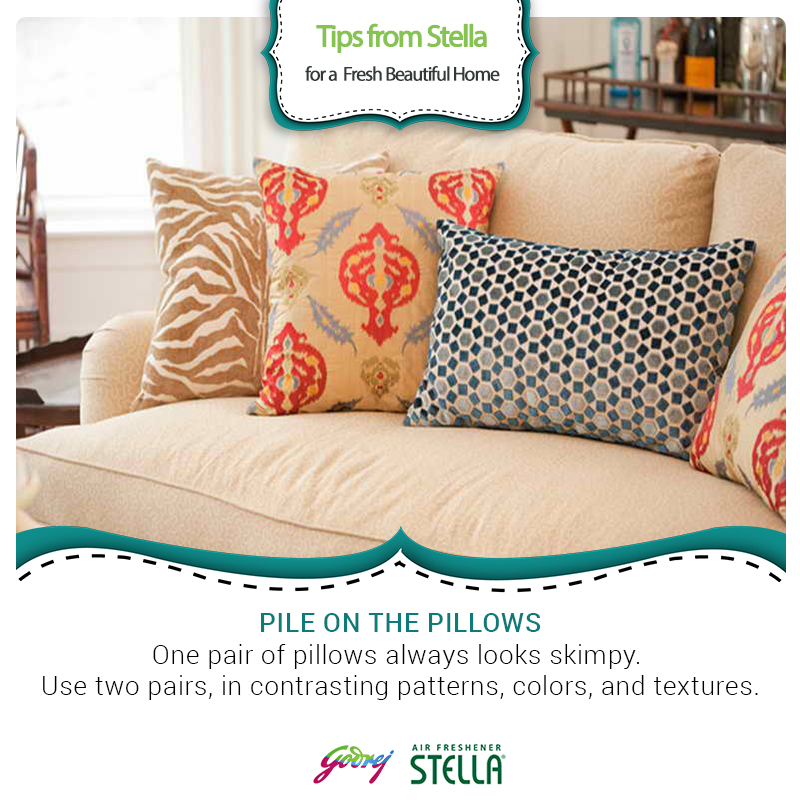 Tips from Stella
for a Fresh Beautiful Home
PILE ON THE PILLOWS
One pair of pillows always looks skimpy.
Use two pairs, in contrasting patterns, colors, and textures.
Godrej
AIR FRESHENER
STELLA